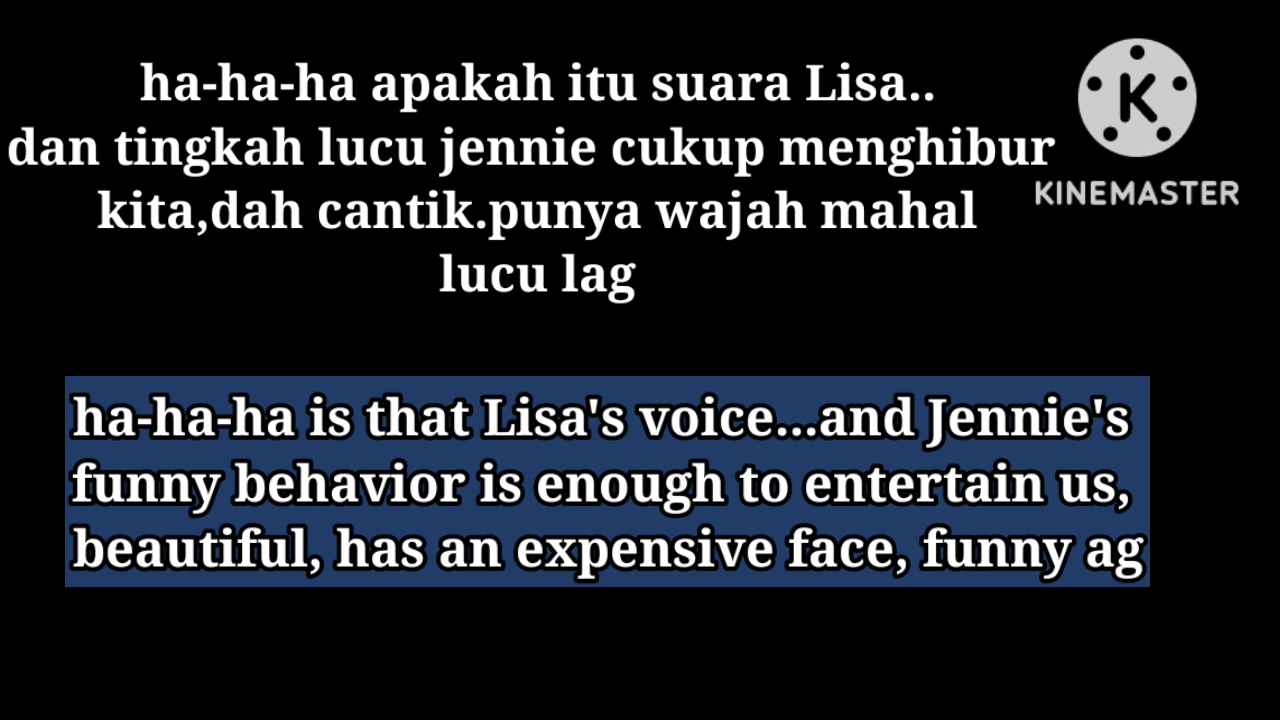 ha-ha-ha apakah itu suara Lisa..
dan tingkah lucu jennie cukup menghibur
kita,dah cantik.punya wajah mahal
lucu lag
K
KINEMASTER
ha-ha-ha is that Lisa's voice...and Jennie's
funny behavior is enough to entertain us,
beautiful, has an expensive face, funny ag